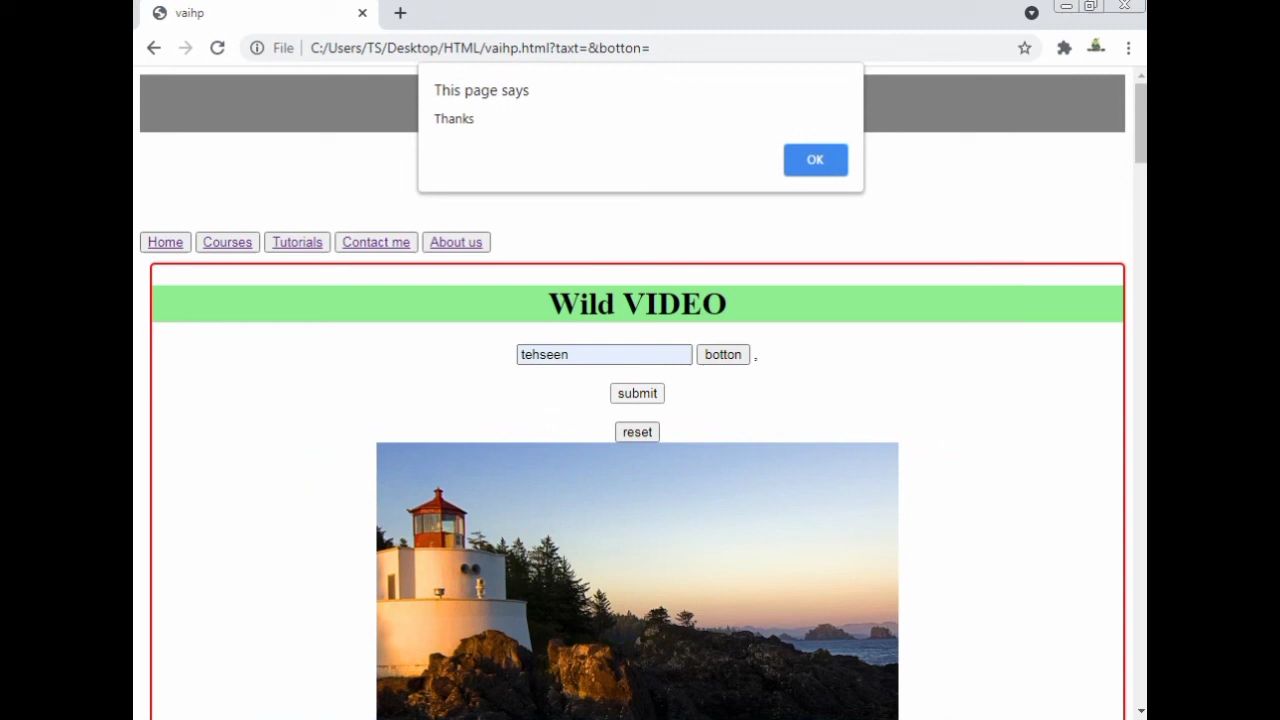 vaihp
File C:/Users/TS/Desktop/HTML/vaihp.html?taxt=&botton=
This page says
Thanks
OK
Home Courses Tutorials Contact me About us
Wild VIDEO
tehseen botton .
submit
reset